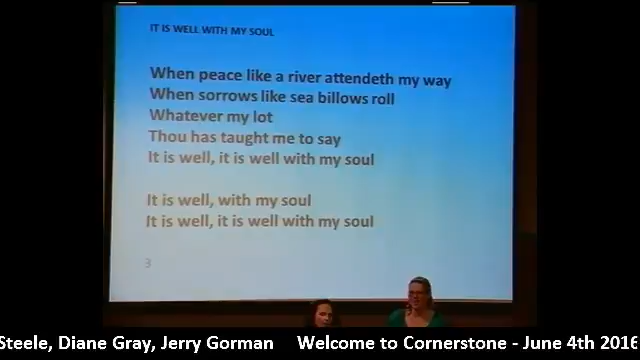 IT IS WELL WITH MY SOUL
When peace like a river attendeth my way
When sorrows like sea billows roll
Whatever my lot
Thou has taught me to say
It is well, it is well with my soul
It is well, with my soul
It is well, it is well with my soul
3
Steele, Diane Gray, Jerry Gorman Welcome to Cornerstone - June 4th 2016